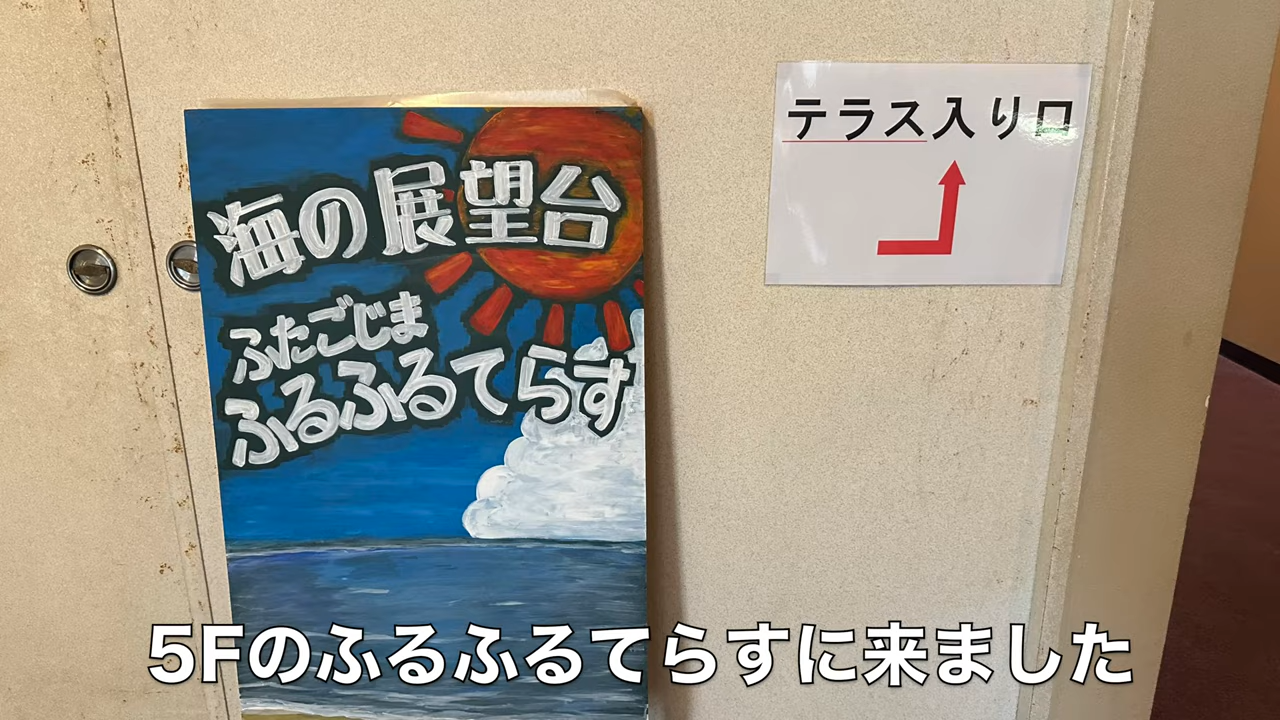 海の展望台
ふたごじま
ふるふるてらす
テラス入り口
5Fのふるふるてらすに来ました